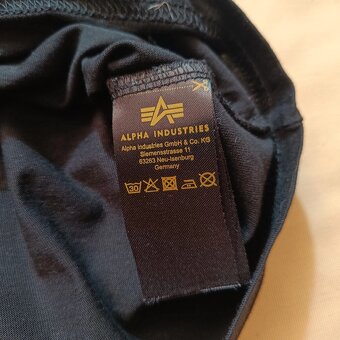 ALPHA INDUSTRIES
Alpha Industries GmbH & Co. KG
Siemensstrasse 11
63263 Neu-Isenburg
Germany
30